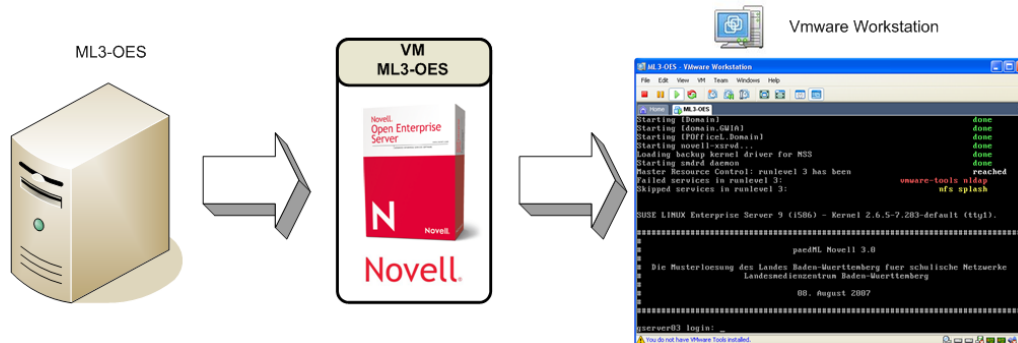 ML3-OES
VM
ML3-OES
Novell.
Open Enterprise
Server
N
Novell.
Novell.
Vmware Workstation
ML3-OES - VMware Workstation
File Edit View VM Team Windows Help
Home ML3-OES
Starting [Domain] done
Starting [domain.GWIA] done
Starting [POfficeL.Domain] done
Starting novell-xsrvd... done
Loading backup kernel driver for NSS done
Starting smdrd daemon done
Master Resource Control: runlevel 3 has been reached
Failed services in runlevel 3: vmware-tools nldap
Skipped services in runlevel 3: nfs splash
SUSE LINUX Enterprise Server 9 (i586) - Kernel 2.6.5-7.283-default (tty1).
paedML Novell 3.0
Die Musterloesung des Landes Baden-Wuerttemberg fuer schulische Netzwerke
Landesmedienzentrum Baden-Wuerttemberg
08. August 2007
gserver03 login: _
You do not have VMware Tools installed.